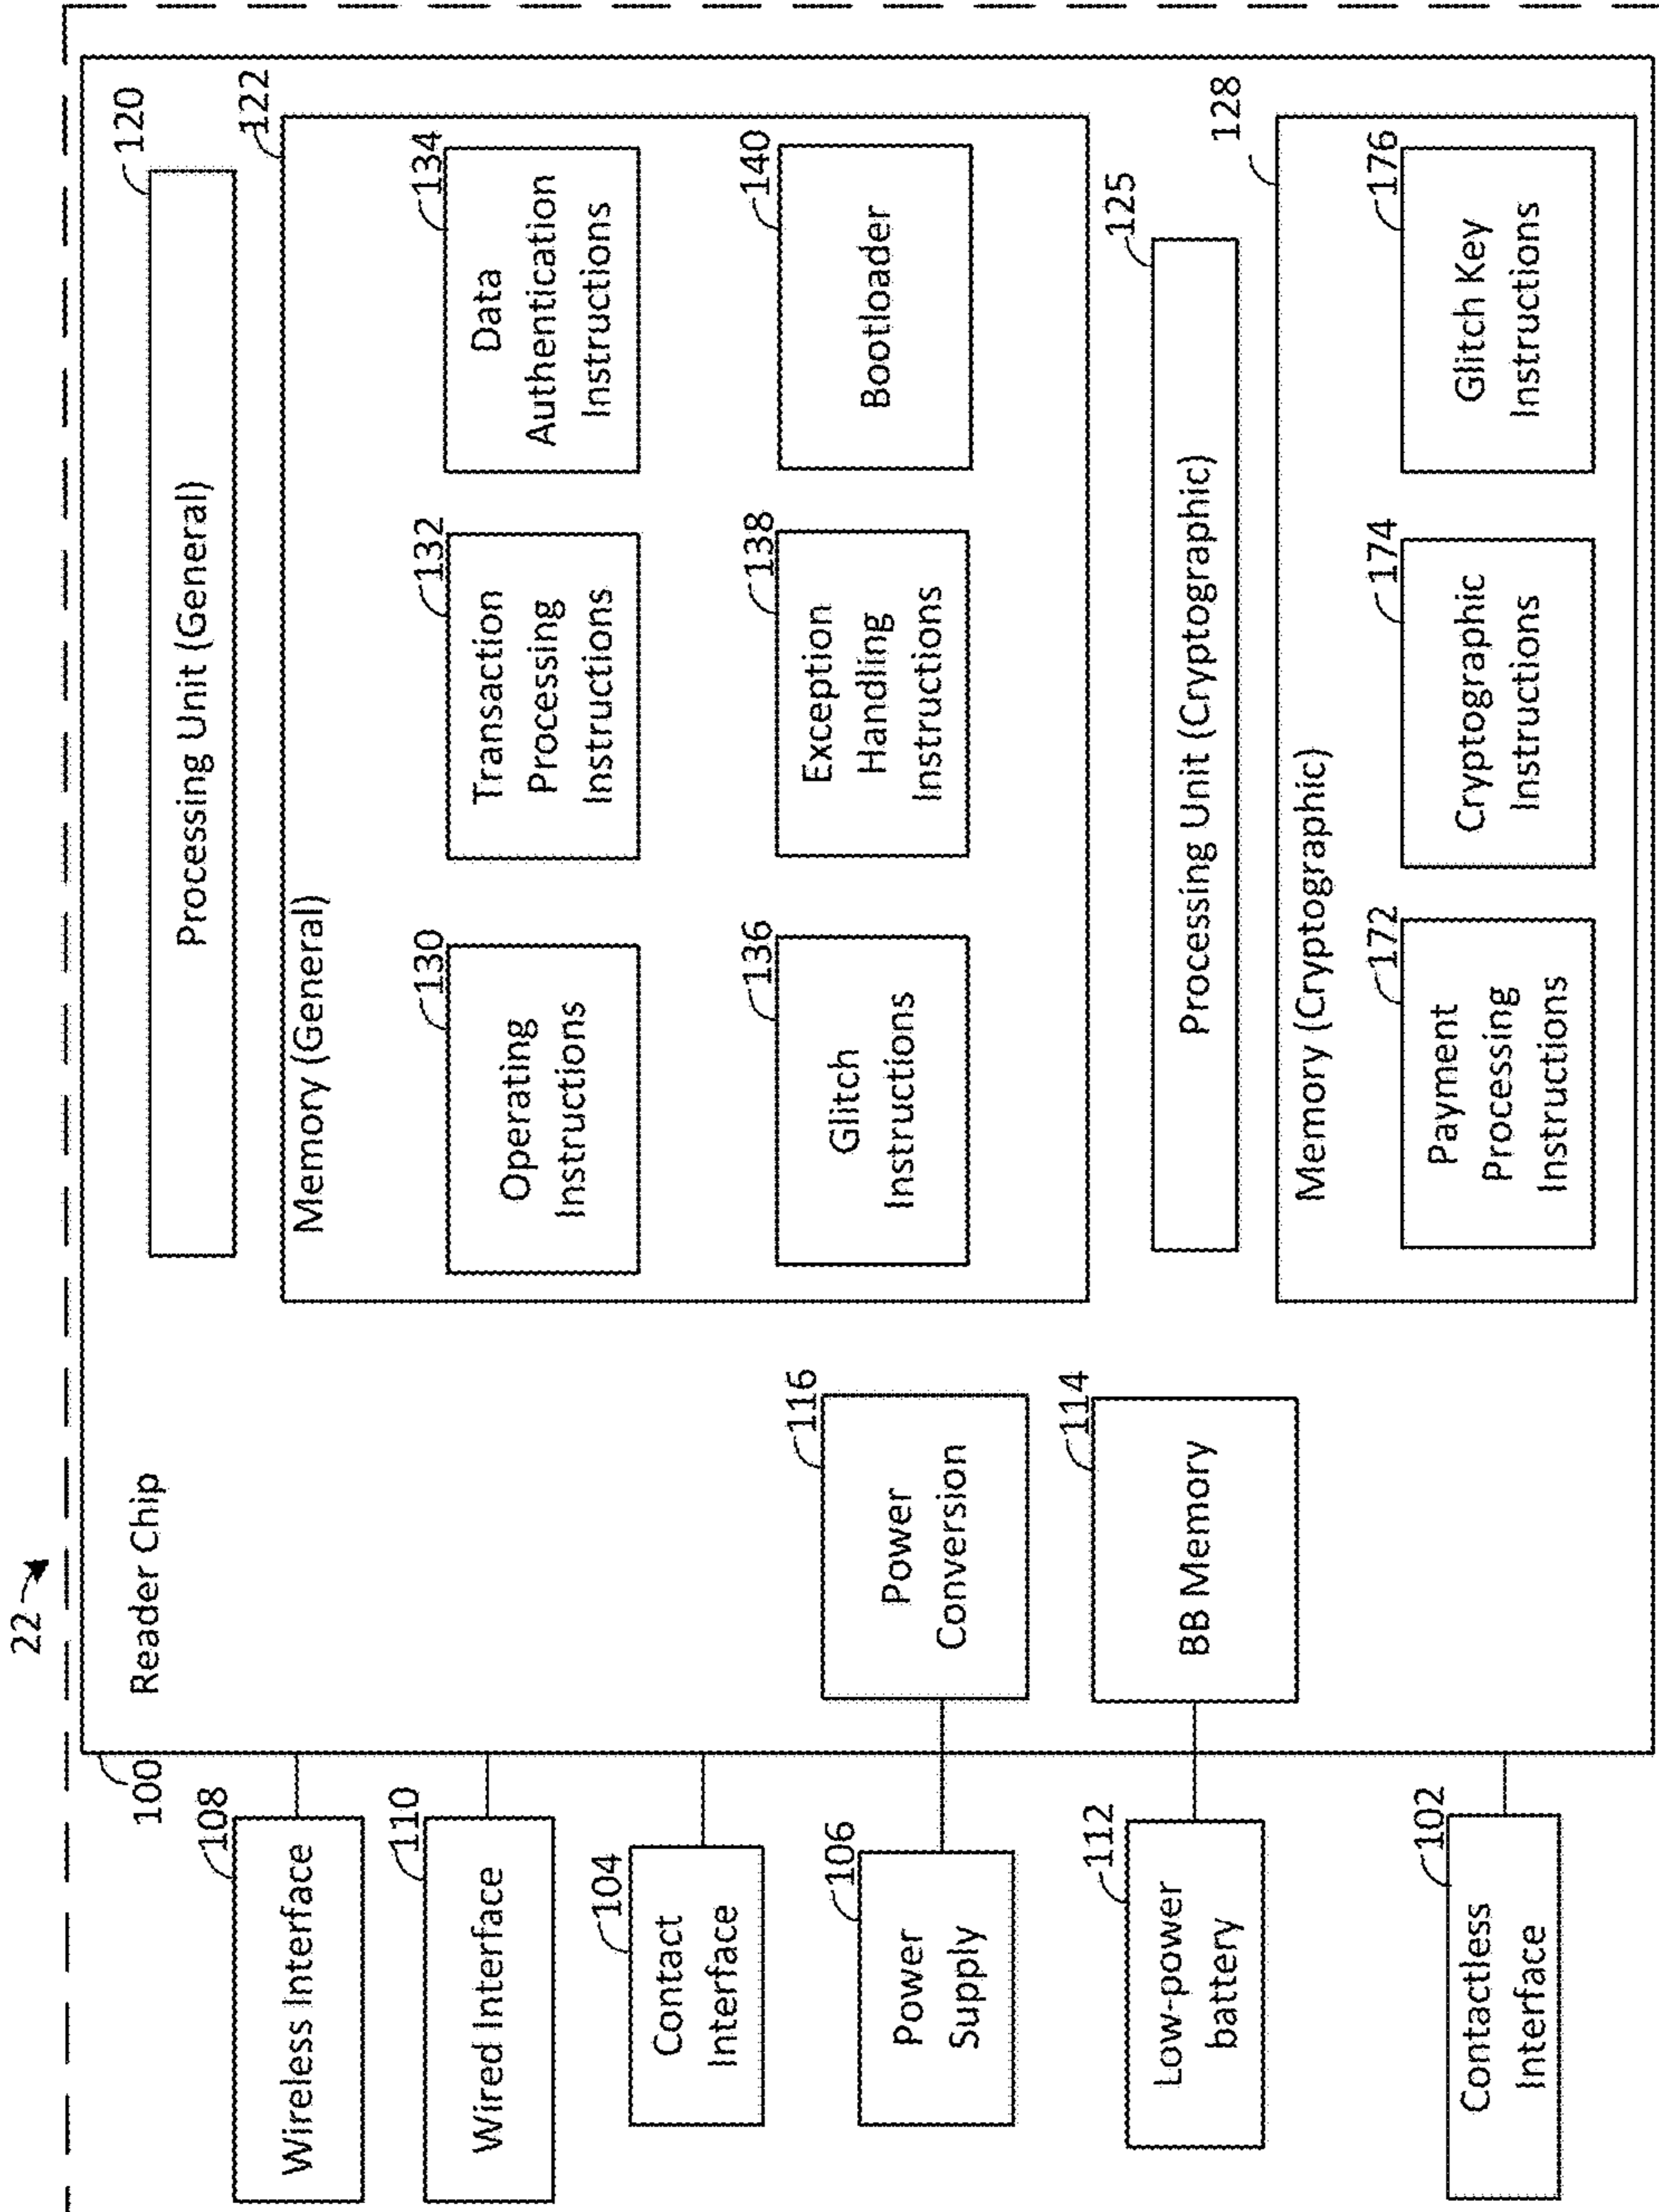 22
100
Reader Chip
120
Processing Unit (General)
108
Wireless Interface
122
Memory (General)
110
Wired Interface
130
Operating
Instructions
132
Transaction
Processing
Instructions
134
Data
Authentication
Instructions
104
Contact
Interface
116
Power
Conversion
106
Power
Supply
136
Glitch
Instructions
138
Exception
Handling
Instructions
140
Bootloader
114
BB Memory
112
Low-power
battery
125
Processing Unit (Cryptographic)
128
Memory (Cryptographic)
102
Contactless
Interface
172
Payment
Processing
Instructions
174
Cryptographic
Instructions
176
Glitch Key
Instructions